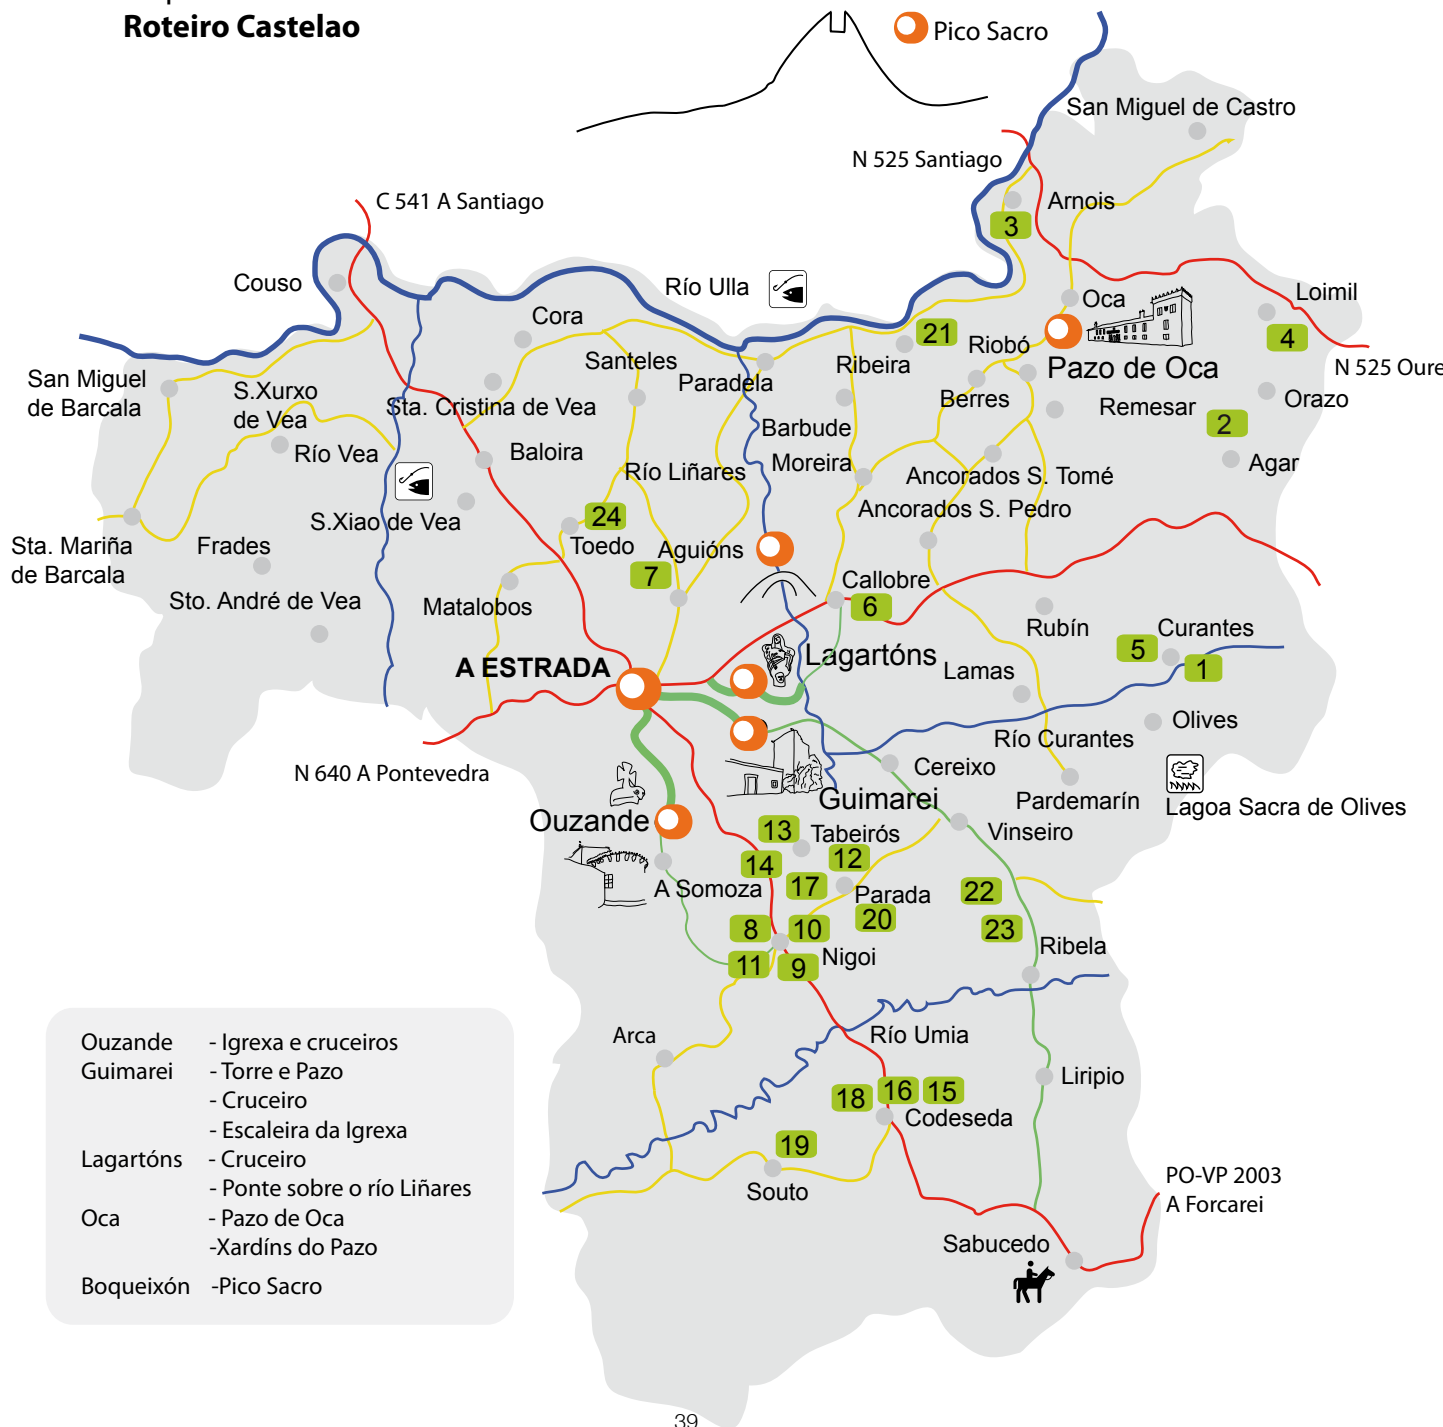 Roteiro Castelao
Pico Sacro
San Miguel de Castro
N 525 Santiago
C 541 A Santiago
Arnois
3
Couso
Río Ulla
Oca
Loimil
Cora
21
4
Santeles
Paradela
Ribeira
Riobó
Pazo de Oca
N 525 Oure
San Miguel
de Barcala
S.Xurxo
de Vea
Sta. Cristina de Vea
Berres
Remesar
Orazo
2
Río Vea
Baloira
Barbude
Moreira
Río Liñares
Ancorados S. Tomé
Agar
S.Xiao de Vea
24
Ancorados S. Pedro
Sta. Mariña
de Barcala
Frades
Toedo
Aguións
7
Callobre
6
Sto. André de Vea
Matalobos
Rubín
Curantes
5
1
A ESTRADA
Lagartóns
Lamas
Olives
Río Curantes
N 640 A Pontevedra
Cereixo
Guimarei
Pardemarín
Lagoa Sacra de Olives
Ouzande
13
Tabeirós
Vinseiro
14
12
A Somoza
17
Parada
22
20
8
10
23
Nigoi
Ribela
11
9
Arca
Río Umia
Liripio
18
16
15
Codeseda
19
Souto
PO-VP 2003
A Forcarei
Sabucedo
Ouzande - Igrexa e cruceiros
Guimarei - Torre e Pazo
- Cruceiro
- Escaleira da Igrexa
Lagartóns - Cruceiro
- Ponte sobre o río Liñares
Oca - Pazo de Oca
-Xardíns do Pazo
Boqueixón -Pico Sacro
39